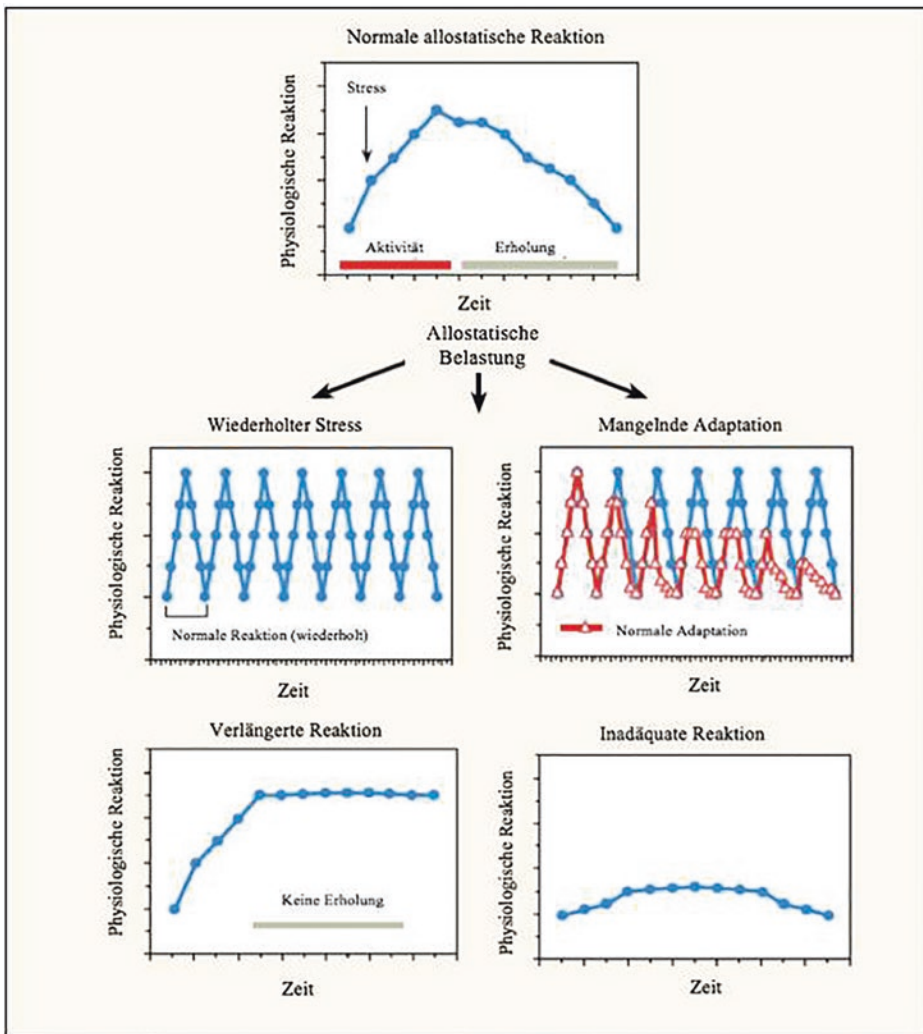 Normale allostatische Reaktion
Physiologische Reaktion
Stress
Aktivität
Erholung
Zeit
Allostatische
Belastung
Wiederholter Stress
Physiologische Reaktion
Normale Reaktion (wiederholt)
Zeit
Mangelnde Adaptation
Physiologische Reaktion
Normale Adaptation
Zeit
Verlängerte Reaktion
Physiologische Reaktion
Keine Erholung
Zeit
Inadäquate Reaktion
Physiologische Reaktion
Zeit